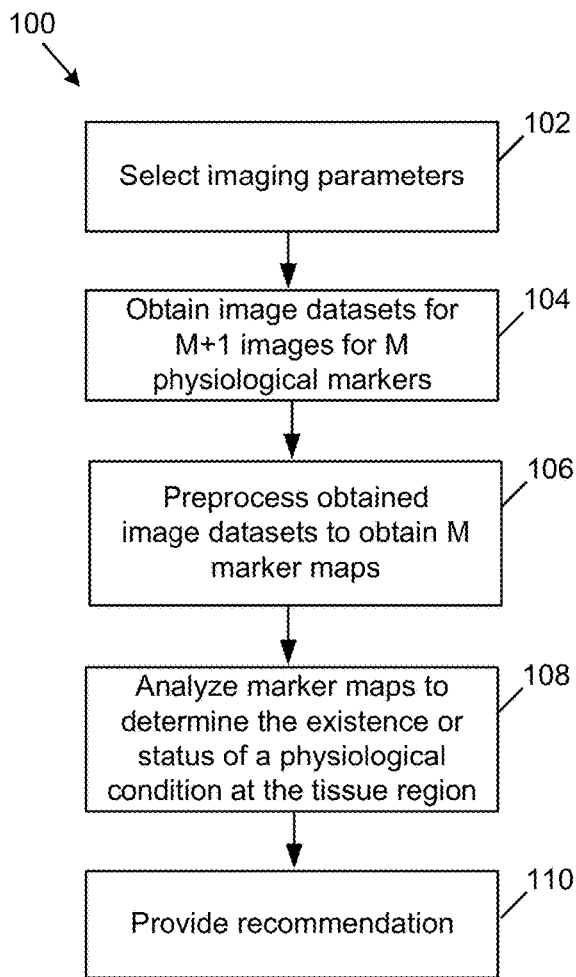 100
102
Select imaging parameters
104
Obtain image datasets for
M+1 images for M
physiological markers
106
Preprocess obtained
image datasets to obtain M
marker maps
108
Analyze marker maps to
determine the existence or
status of a physiological
condition at the tissue region
110
Provide recommendation